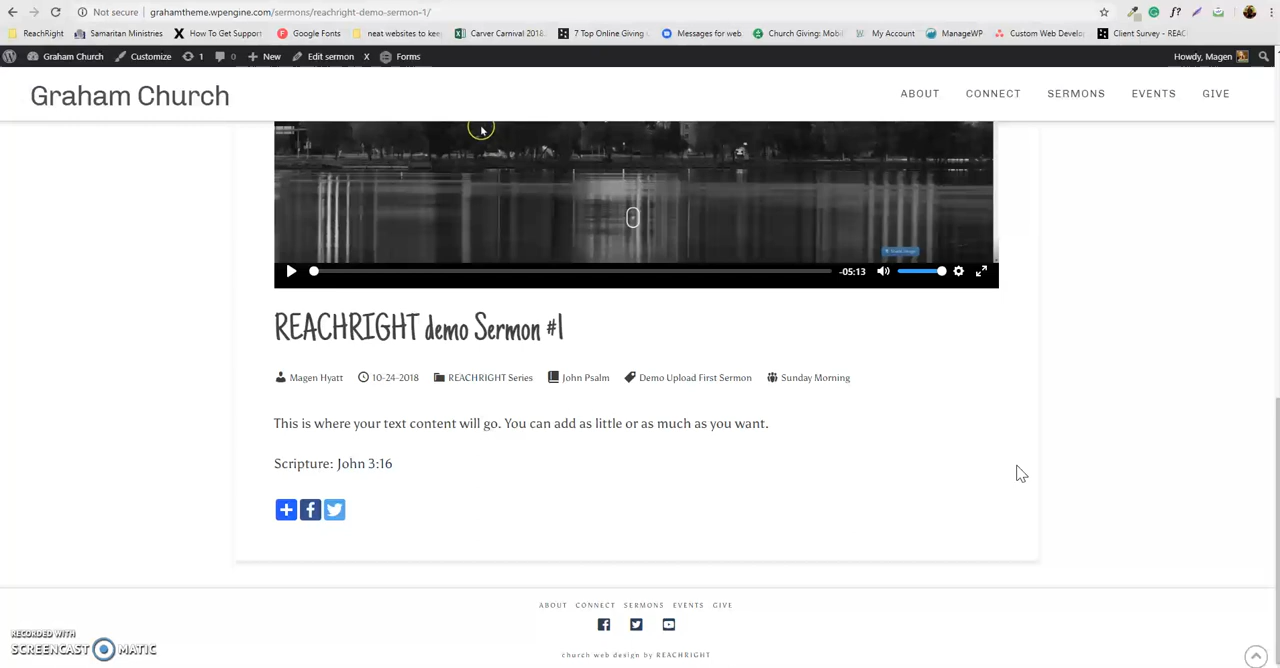 Not secure | grahamtheme.wpengine.com/sermons/reachright-demo-sermon-1/
ReachRight Samaritan Ministries How To Get Support Google Fonts neat websites to kee Carver Carnival 2018. 7 Top Online Giving Messages for web. Church Giving: Mobil My Account ManageWP Custom Web Develo Client Survey - REAC
Graham Church Customize 1 0 New Edit sermon X Forms Howdy, Magen
Graham Church ABOUT CONNECT SERMONS EVENTS GIVE
-05:13
REACHRIGHT demo Sermon #1
Magen Hyatt 10-24-2018 REACHRIGHT Series John Psalm Demo Upload First Sermon Sunday Morning
This is where your text content will go. You can add as little or as much as you want.
Scripture: John 3:16
ABOUT CONNECT SERMONS EVENTS GIVE
church web design by REACHRIGHT
RECORDED WITH
SCREENCAST MATIC